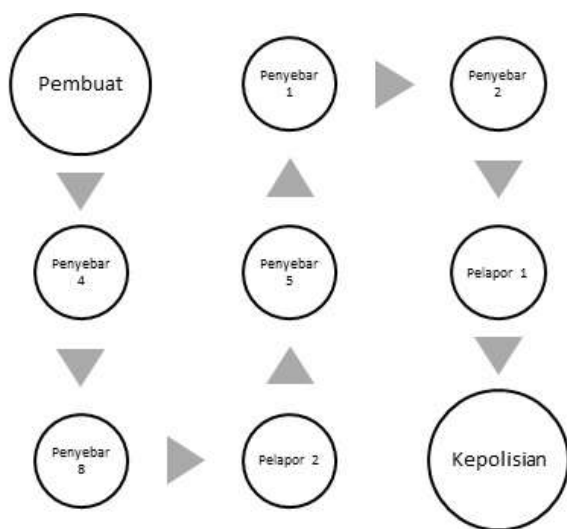 Pembuat
Penyebar
4
Penyebar
8
Pelapor 2
Penyebar
5
Penyebar
1
Penyebar
2
Pelapor 1
Kepolisian